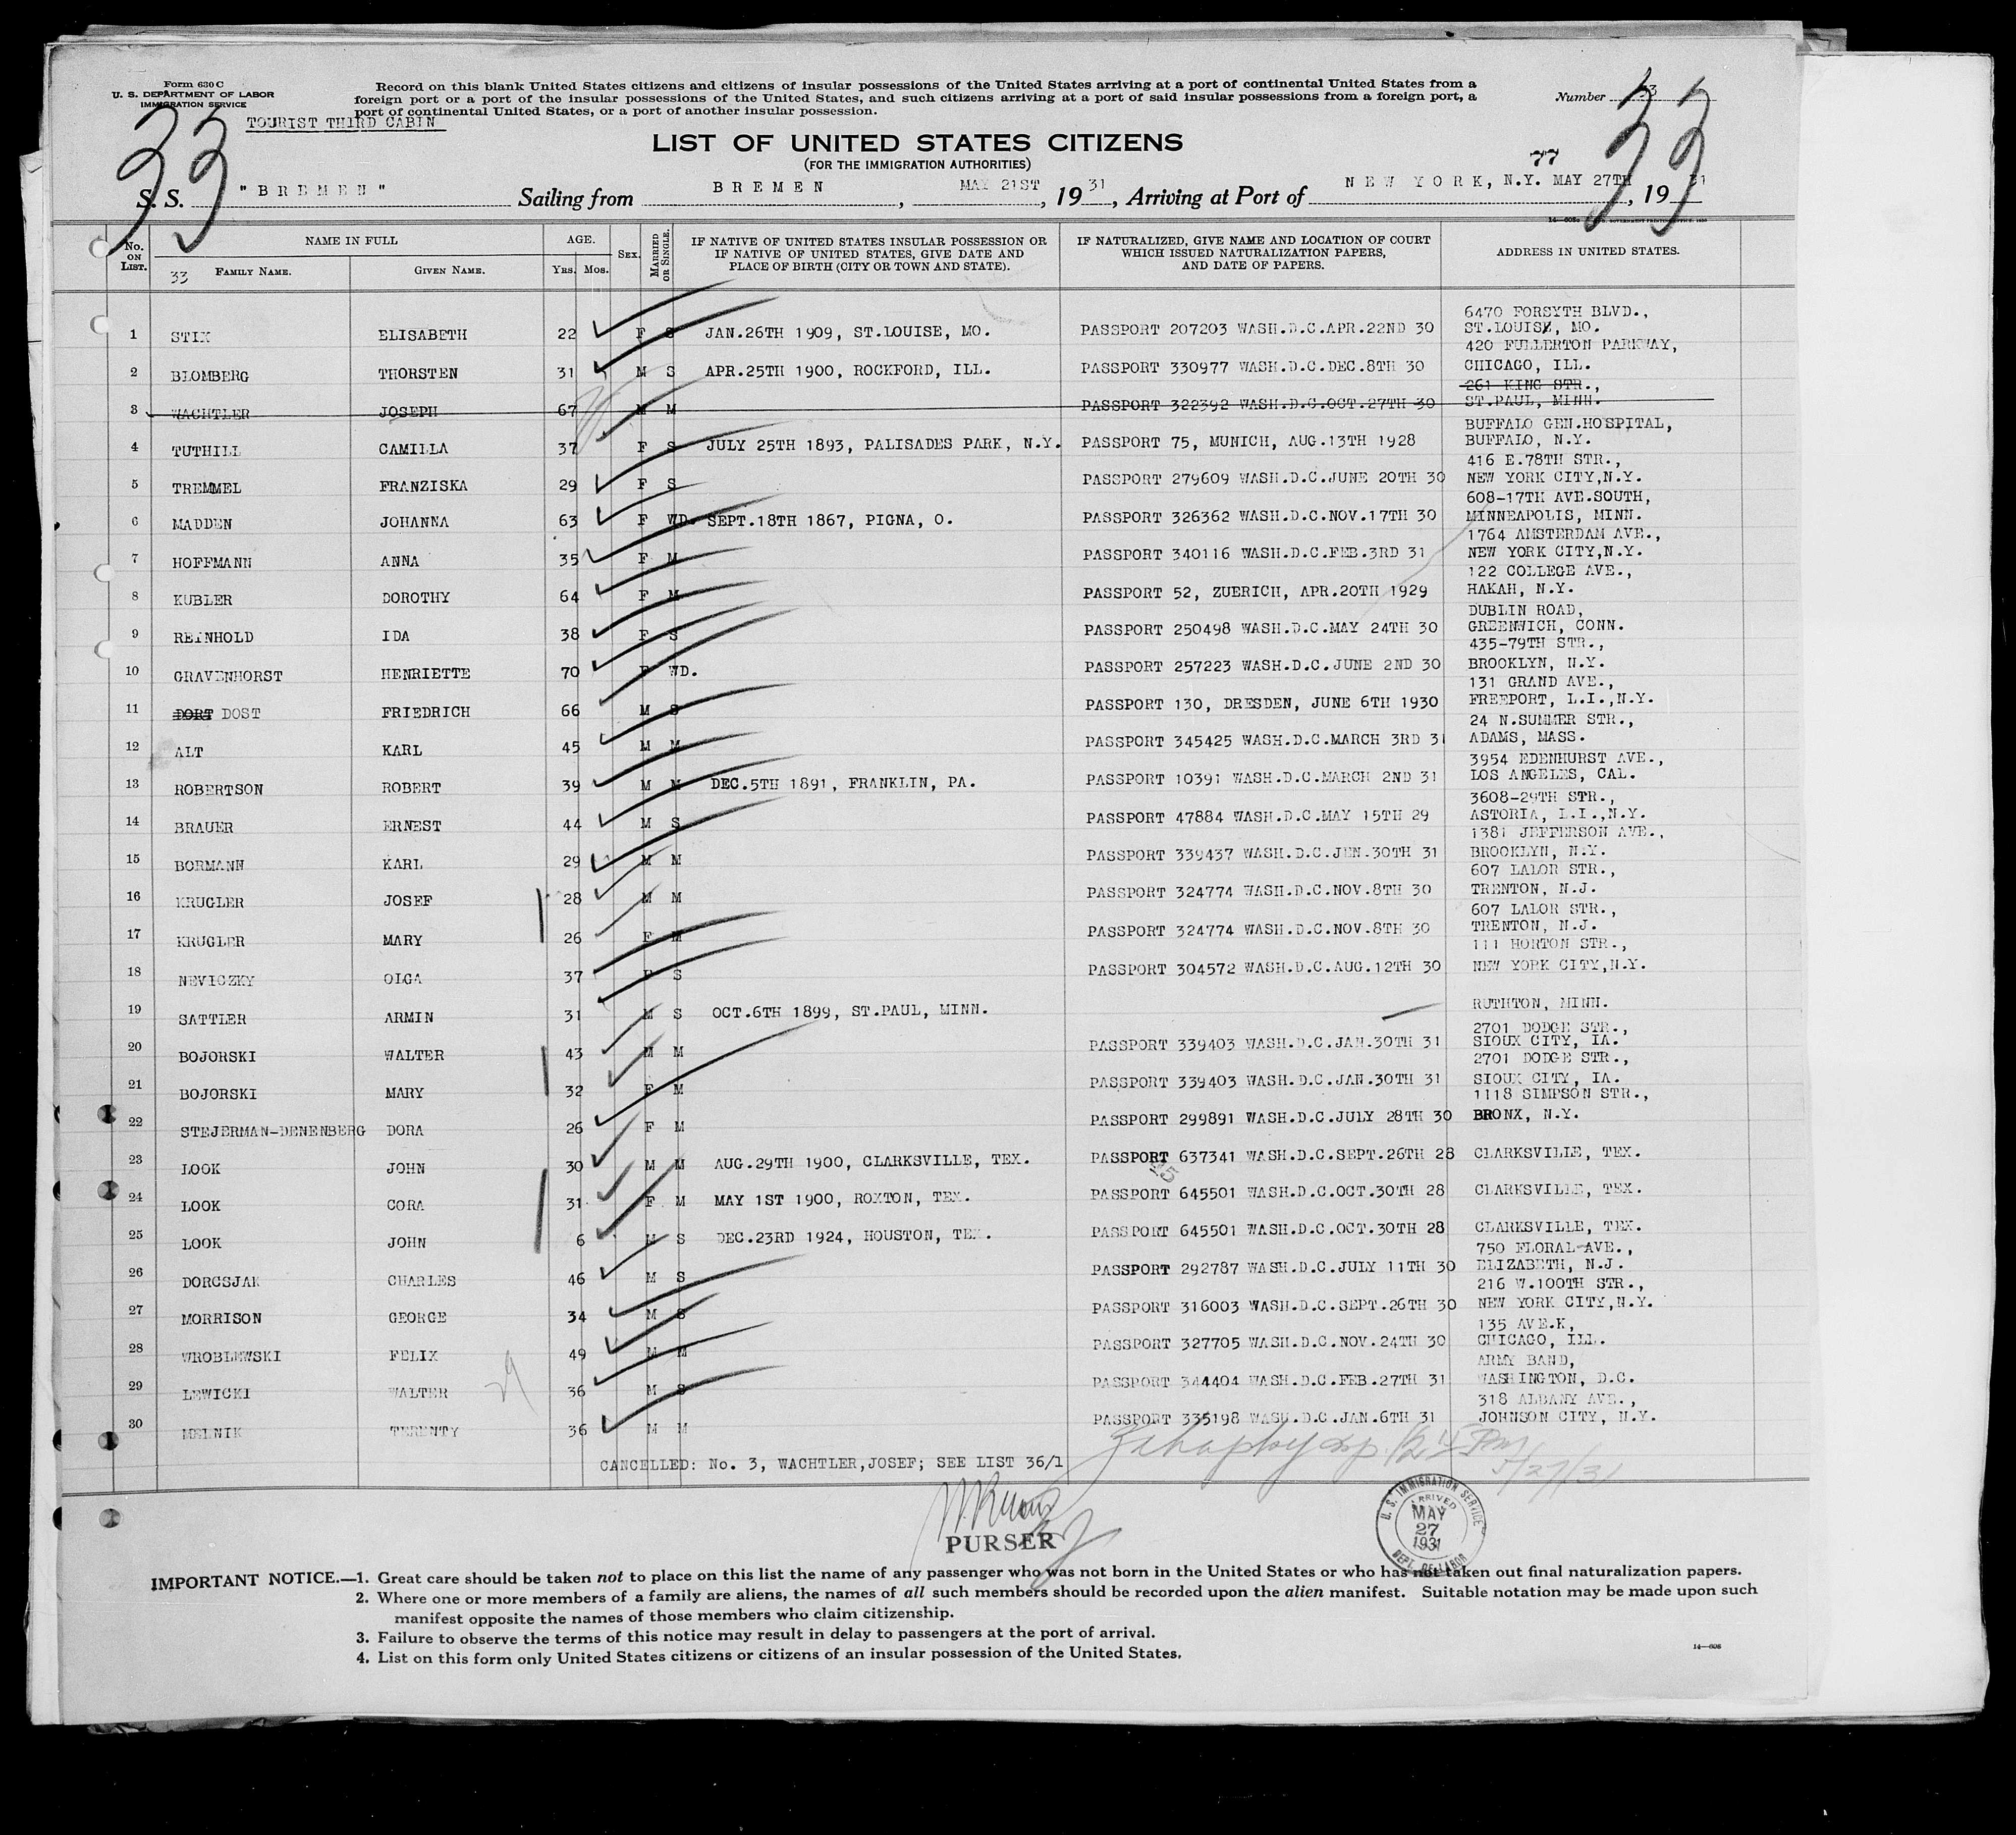 Form 630 C
U. S. DEPARTMENT OF LABOR
IMMIGRATION SERVICE
Record on this blank United States citizens and citizens of insular possessions of the United States arriving at a port of continental United States from a
foreign port or a port of the insular possessions of the United States, and such citizens arriving at a port of said insular possessions from a foreign port, a
port of continental United States, or a port of another insular possession.
Number 33
33
33
TOURIST THIRD CABIN
LIST OF UNITED STATES CITIZENS
(FOR THE IMMIGRATION AUTHORITIES)
77
S. S. "BREMEN" Sailing from BREMEN, MAY 21ST, 1931, Arriving at Port of NEW YORK, N.Y. MAY 27TH, 1931
No. ON LIST. NAME IN FULL AGE. Sex. MARRIED OR SINGLE. IF NATIVE OF UNITED STATES INSULAR POSSESSION OR IF NATIVE OF UNITED STATES, GIVE DATE AND PLACE OF BIRTH (CITY OR TOWN AND STATE). IF NATURALIZED, GIVE NAME AND LOCATION OF COURT WHICH ISSUED NATURALIZATION PAPERS, AND DATE OF PAPERS. ADDRESS IN UNITED STATES.
33 FAMILY NAME. GIVEN NAME. YRS. MOS.
6470 FORSYTH BLVD.,
1 STIX ELISABETH 22 F S JAN.26TH 1909, ST.LOUISE, MO. PASSPORT 207203 WASH.D.C.APR.22ND 30 ST.LOUIS, MO.
420 FULLERTON PARKWAY,
2 BLOMBERG THORSTEN 31 M S APR.25TH 1900, ROCKFORD, ILL. PASSPORT 330977 WASH.D.C.DEC.8TH 30 CHICAGO, ILL.
261 KING STR.,
3 WACHTLER JOSEPH 67 M M PASSPORT 322392 WASH.D.C.OCT.27TH 30 ST.PAUL, MINN.
BUFFALO GEN.HOSPITAL,
4 TUTHILL CAMILLA 37 F S JULY 25TH 1893, PALISADES PARK, N.Y. PASSPORT 75, MUNICH, AUG.13TH 1928 BUFFALO, N.Y.
416 E.78TH STR.,
5 TREMMEL FRANZISKA 29 F S PASSPORT 279609 WASH.D.C.JUNE 20TH 30 NEW YORK CITY,N.Y.
608-17TH AVE.SOUTH,
6 MADDEN JOHANNA 63 F WD. SEPT.18TH 1867, PIGNA, O. PASSPORT 326362 WASH.D.C.NOV.17TH 30 MINNEAPOLIS, MINN.
1764 AMSTERDAM AVE.,
7 HOFFMANN ANNA 35 F M PASSPORT 340116 WASH.D.C.FEB.3RD 31 NEW YORK CITY,N.Y.
122 COLLEGE AVE.,
8 KUBLER DOROTHY 64 F M PASSPORT 52, ZUERICH, APR.20TH 1929 HAKAH, N.Y.
DUBLIN ROAD,
9 REINHOLD IDA 38 F S PASSPORT 250498 WASH.D.C.MAY 24TH 30 GREENWICH, CONN.
435-79TH STR.,
10 GRAVENHORST HENRIETTE 70 F WD. PASSPORT 257223 WASH.D.C.JUNE 2ND 30 BROOKLYN, N.Y.
131 GRAND AVE.,
11 DORT DOST FRIEDRICH 66 M S PASSPORT 130, DRESDEN, JUNE 6TH 1930 FREEPORT, L.I.,N.Y.
24 N.SUMMER STR.,
12 ALT KARL 45 M M PASSPORT 345425 WASH.D.C.MARCH 3RD 31 ADAMS, MASS.
3954 EDENHURST AVE.,
13 ROBERTSON ROBERT 39 M M DEC.5TH 1891, FRANKLIN, PA. PASSPORT 10391 WASH.D.C.MARCH 2ND 31 LOS ANGELES, CAL.
3608-29TH STR.,
14 BRAUER ERNEST 44 M S PASSPORT 47884 WASH.D.C.MAY 15TH 29 ASTORIA, L.I.,N.Y.
1381 JEFFERSON AVE.,
15 BORMANN KARL 29 M M PASSPORT 339437 WASH.D.C.JEN.30TH 31 BROOKLYN, N.Y.
607 LALOR STR.,
16 KRUGLER JOSEF 28 M M PASSPORT 324774 WASH.D.C.NOV.8TH 30 TRENTON, N.J.
607 LALOR STR.,
17 KRUGLER MARY 26 F M PASSPORT 324774 WASH.D.C.NOV.8TH 30 TRENTON, N.J.
111 HORTON STR.,
18 NEVICZKY OLGA 37 F S PASSPORT 304572 WASH.D.C.AUG.12TH 30 NEW YORK CITY,N.Y.
19 SATTLER ARMIN 31 M S OCT.6TH 1899, ST.PAUL, MINN. RUTHTON, MINN.
2701 DODGE STR.,
20 BOJORSKI WALTER 43 M M PASSPORT 339403 WASH.D.C.JAN.30TH 31 SIOUX CITY, IA.
2701 DODGE STR.,
21 BOJORSKI MARY 32 F M PASSPORT 339403 WASH.D.C.JAN.30TH 31 SIOUX CITY, IA.
1118 SIMPSON STR.,
22 STEJERMAN-DENENBERG DORA 26 F M PASSPORT 299891 WASH.D.C.JULY 28TH 30 BRONX, N.Y.
23 LOOK JOHN 30 M M AUG.29TH 1900, CLARKSVILLE, TEX. PASSPORT 637341 WASH.D.C.SEPT.26TH 28 CLARKSVILLE, TEX.
24 LOOK CORA 31 F M MAY 1ST 1900, ROXTON, TEX. PASSPORT 645501 WASH.D.C.OCT.30TH 28 CLARKSVILLE, TEX.
25 LOOK JOHN 6 M S DEC.23RD 1924, HOUSTON, TEX. PASSPORT 645501 WASH.D.C.OCT.30TH 28 CLARKSVILLE, TEX.
750 FLORAL AVE.,
26 DORCSJAK CHARLES 46 M S PASSPORT 292787 WASH.D.C.JULY 11TH 30 ELIZABETH, N.J.
216 W.100TH STR.,
27 MORRISON GEORGE 34 M S PASSPORT 316003 WASH.D.C.SEPT.26TH 30 NEW YORK CITY,N.Y.
135 AVE.K,
28 WROBLEWSKI FELIX 49 M M PASSPORT 327705 WASH.D.C.NOV.24TH 30 CHICAGO, ILL.
ARMY BAND,
29 LEWICKI WALTER 36 M S PASSPORT 344404 WASH.D.C.FEB.27TH 31 WASHINGTON, D.C.
29
318 ALBANY AVE.,
30 MELNIK TERENTY 36 M M PASSPORT 335198 WASH.D.C.JAN.6TH 31 JOHNSON CITY, N.Y.
CANCELLED: No. 3, WACHTLER,JOSEF; SEE LIST 36/1
5/27/31
PURSER
U. S. IMMIGRATION SERVICE
ARRIVED
MAY
27
1931
DEPT. OF LABOR
IMPORTANT NOTICE.—1. Great care should be taken not to place on this list the name of any passenger who was not born in the United States or who has not taken out final naturalization papers.
2. Where one or more members of a family are aliens, the names of all such members should be recorded upon the alien manifest. Suitable notation may be made upon such
manifest opposite the names of those members who claim citizenship.
3. Failure to observe the terms of this notice may result in delay to passengers at the port of arrival.
4. List on this form only United States citizens or citizens of an insular possession of the United States.
14—606